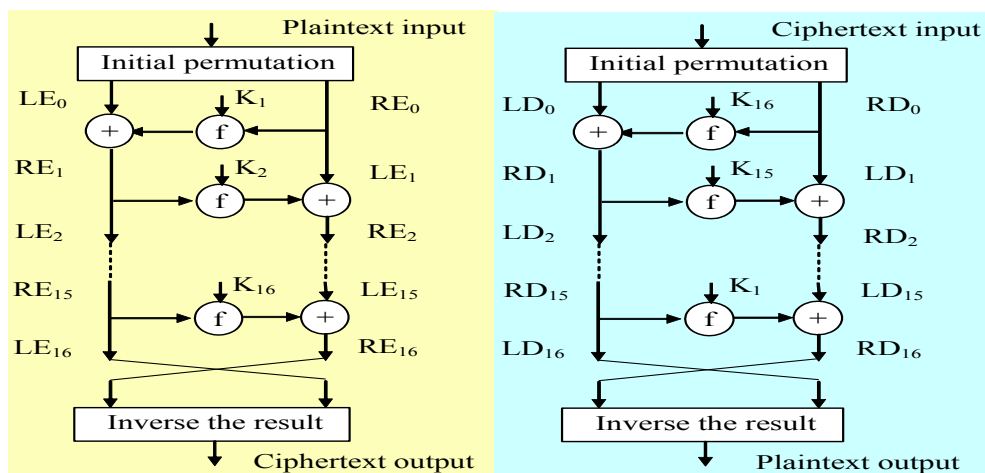 Plaintext input
Initial permutation
LE₀
K₁
RE₀
+
f
RE₁
K₂
LE₁
f
+
LE₂
RE₂
RE₁₅
K₁₆
LE₁₅
f
+
LE₁₆
RE₁₆
Inverse the result
Ciphertext output
Ciphertext input
Initial permutation
LD₀
K₁₆
RD₀
+
f
RD₁
K₁₅
LD₁
f
+
LD₂
RD₂
RD₁₅
K₁
LD₁₅
f
+
LD₁₆
RD₁₆
Inverse the result
Plaintext output